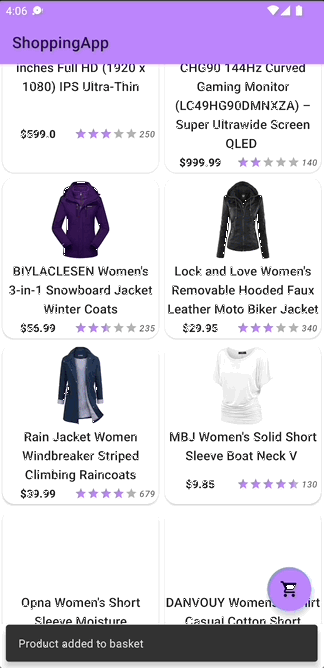 4:06
ShoppingApp
inches Full HD (1920 x
1080) IPS Ultra-Thin
$599.0
250
CHG90 144Hz Curved
Gaming Monitor
(LC49HG90DMNXZA) –
Super Ultrawide Screen
QLED
$999.99
140
BIYLACLESEN Women's
3-in-1 Snowboard Jacket
Winter Coats
$56.99
235
Lock and Love Women's
Removable Hooded Faux
Leather Moto Biker Jacket
$29.95
340
Rain Jacket Women
Windbreaker Striped
Climbing Raincoats
$39.99
679
MBJ Women's Solid Short
Sleeve Boat Neck V
$9.85
130
Opna Women's Short
Sleeve Moisture
DANVOUY Womens T Shirt
Casual Cotton Short
Product added to basket